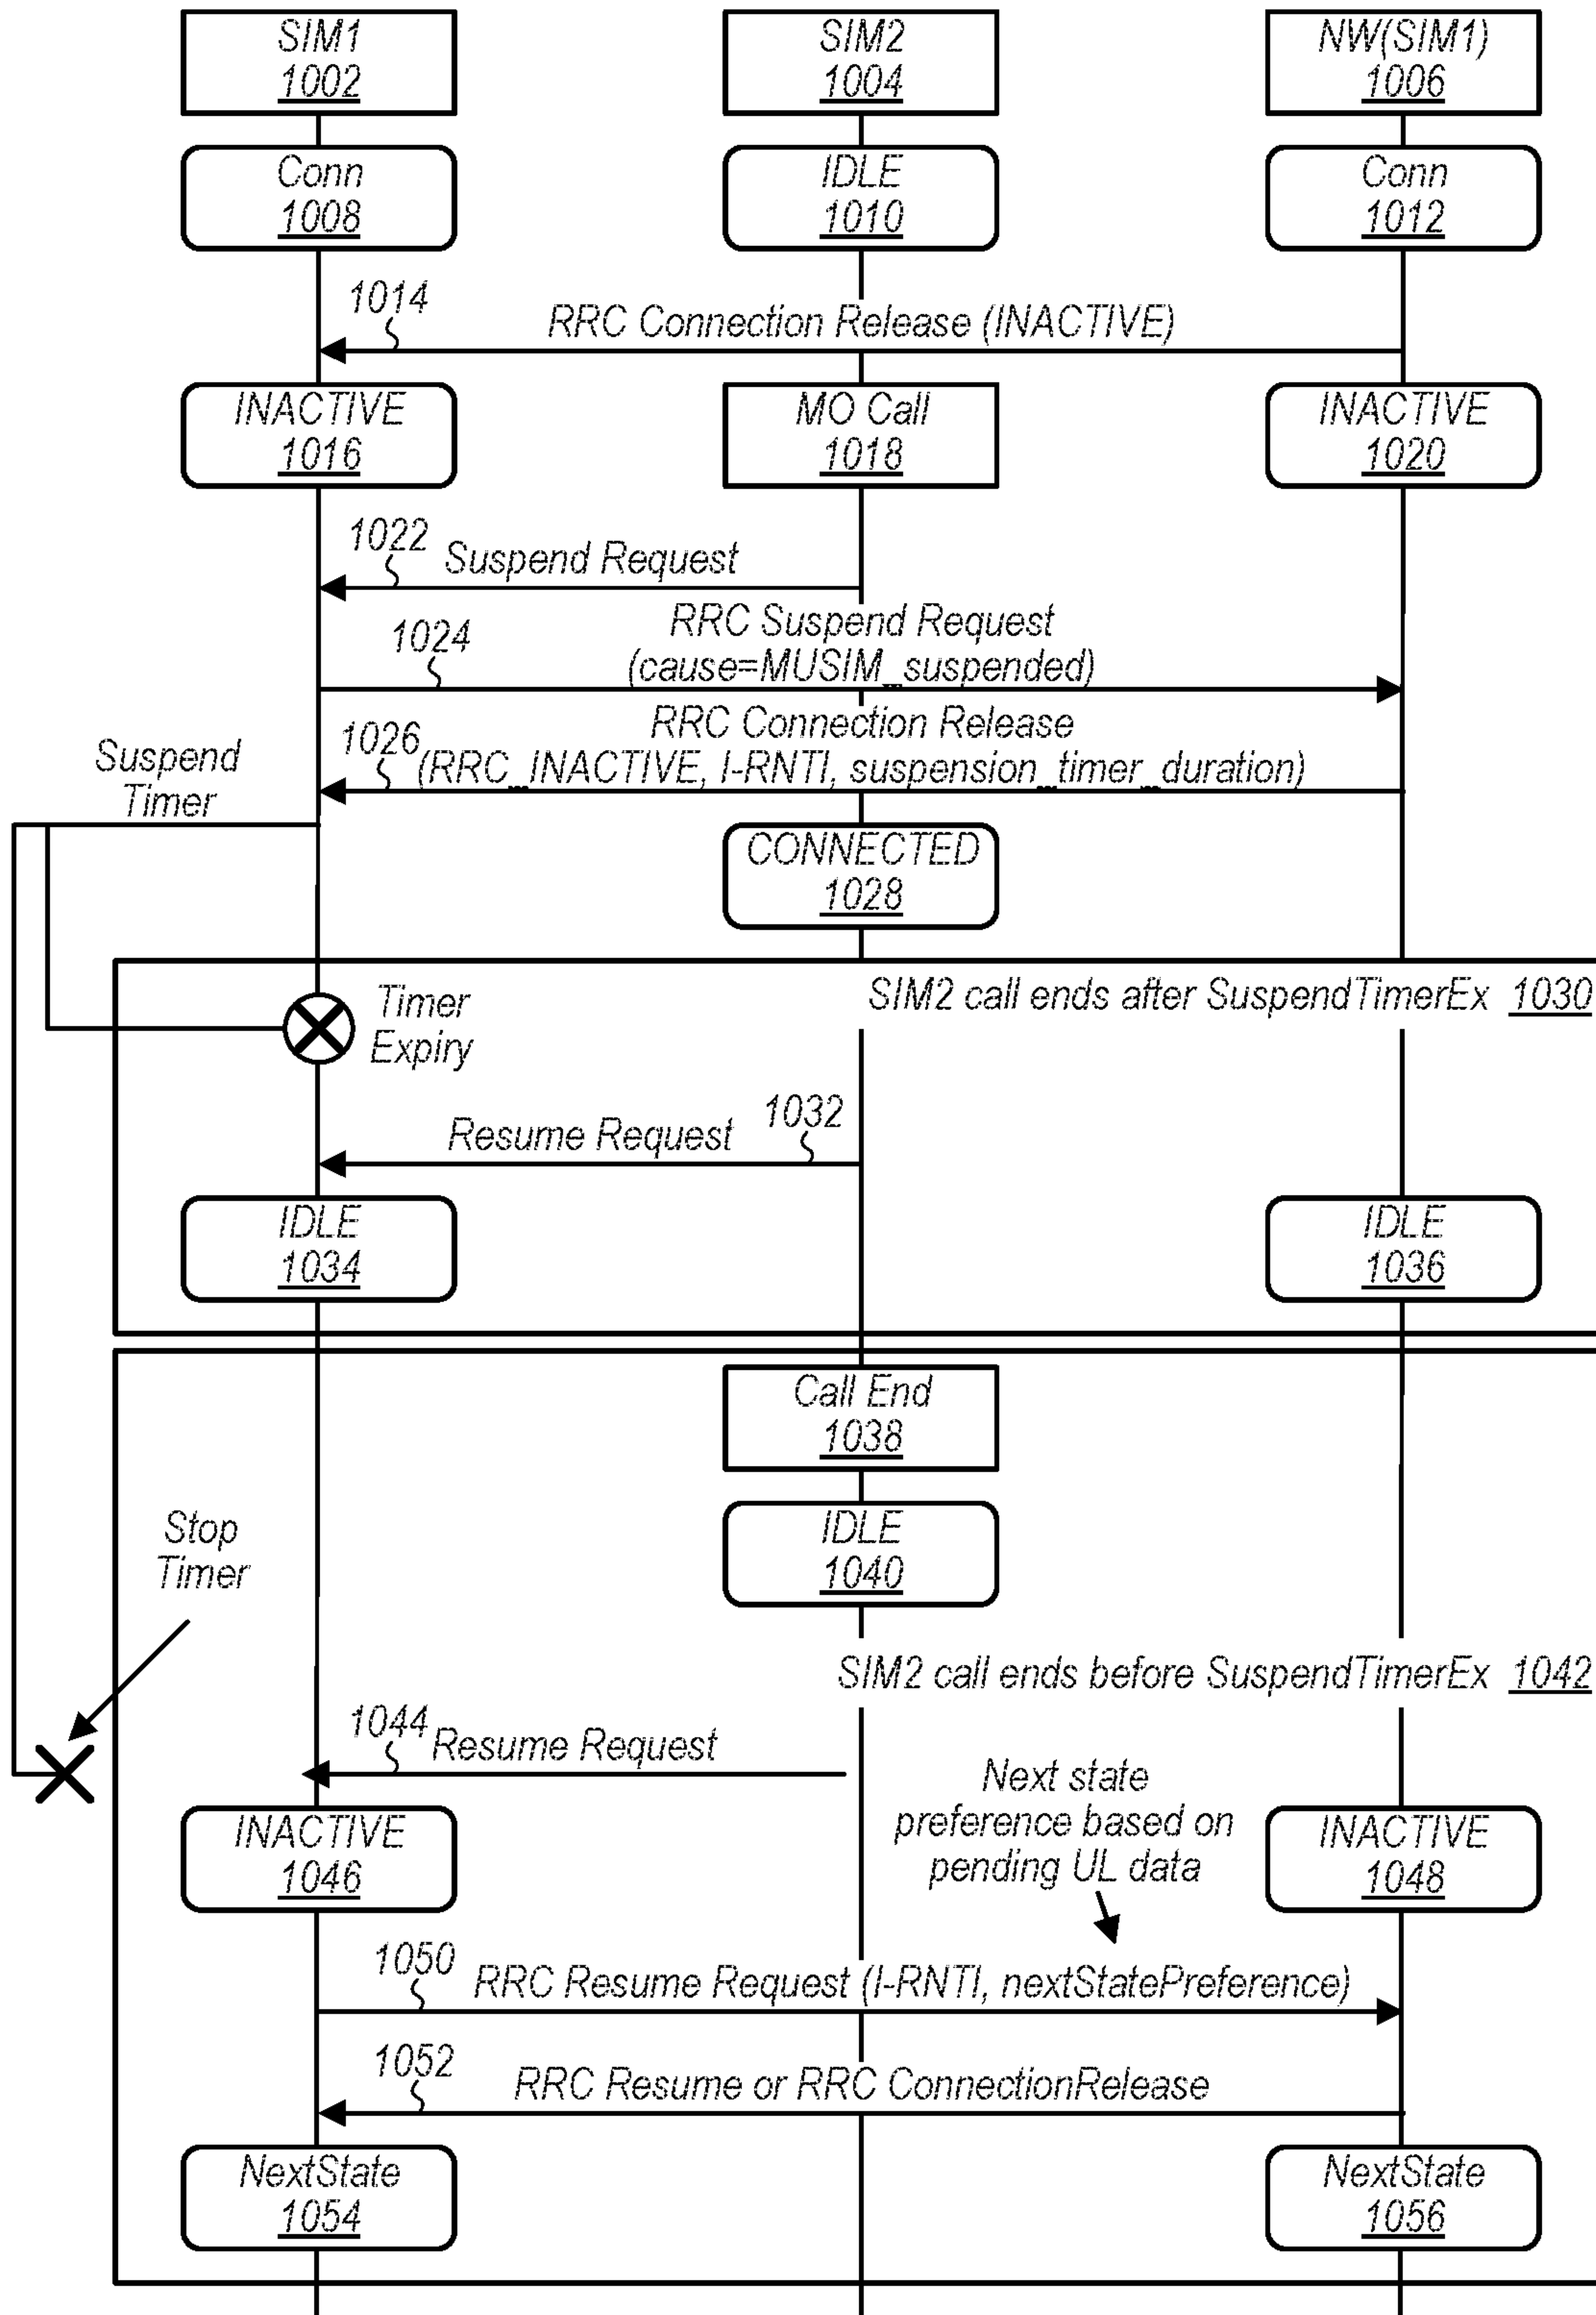 SIM1
1002
SIM2
1004
NW(SIM1)
1006
Conn
1008
IDLE
1010
Conn
1012
1014
RRC Connection Release (INACTIVE)
INACTIVE
1016
MO Call
1018
INACTIVE
1020
1022
Suspend Request
1024
RRC Suspend Request
(cause=MUSIM_suspended)
Suspend
Timer
1026
RRC Connection Release
(RRC_INACTIVE, I-RNTI, suspension_timer_duration)
CONNECTED
1028
SIM2 call ends after SuspendTimerEx 1030
Timer
Expiry
Resume Request
1032
IDLE
1034
IDLE
1036
Call End
1038
IDLE
1040
Stop
Timer
SIM2 call ends before SuspendTimerEx 1042
1044
Resume Request
Next state
preference based on
pending UL data
INACTIVE
1046
INACTIVE
1048
1050
RRC Resume Request (I-RNTI, nextStatePreference)
1052
RRC Resume or RRC ConnectionRelease
NextState
1054
NextState
1056